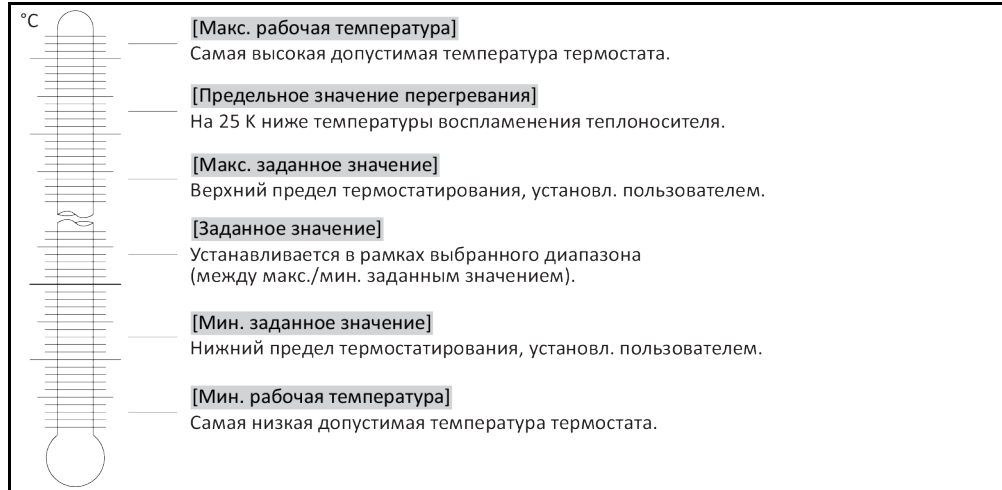 °C
[Макс. рабочая температура]
Самая высокая допустимая температура термостата.
[Предельное значение перегревания]
На 25 K ниже температуры воспламенения теплоносителя.
[Макс. заданное значение]
Верхний предел термостатирования, установл. пользователем.
[Заданное значение]
Устанавливается в рамках выбранного диапазона
(между макс./мин. заданным значением).
[Мин. заданное значение]
Нижний предел термостатирования, установл. пользователем.
[Мин. рабочая температура]
Самая низкая допустимая температура термостата.